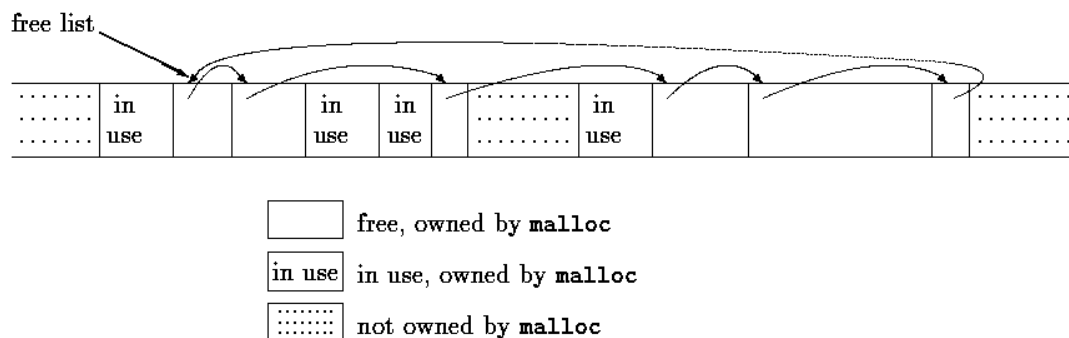 free list
in
use
in
use
in
use
in
use
free, owned by malloc
in use
in use, owned by malloc
not owned by malloc